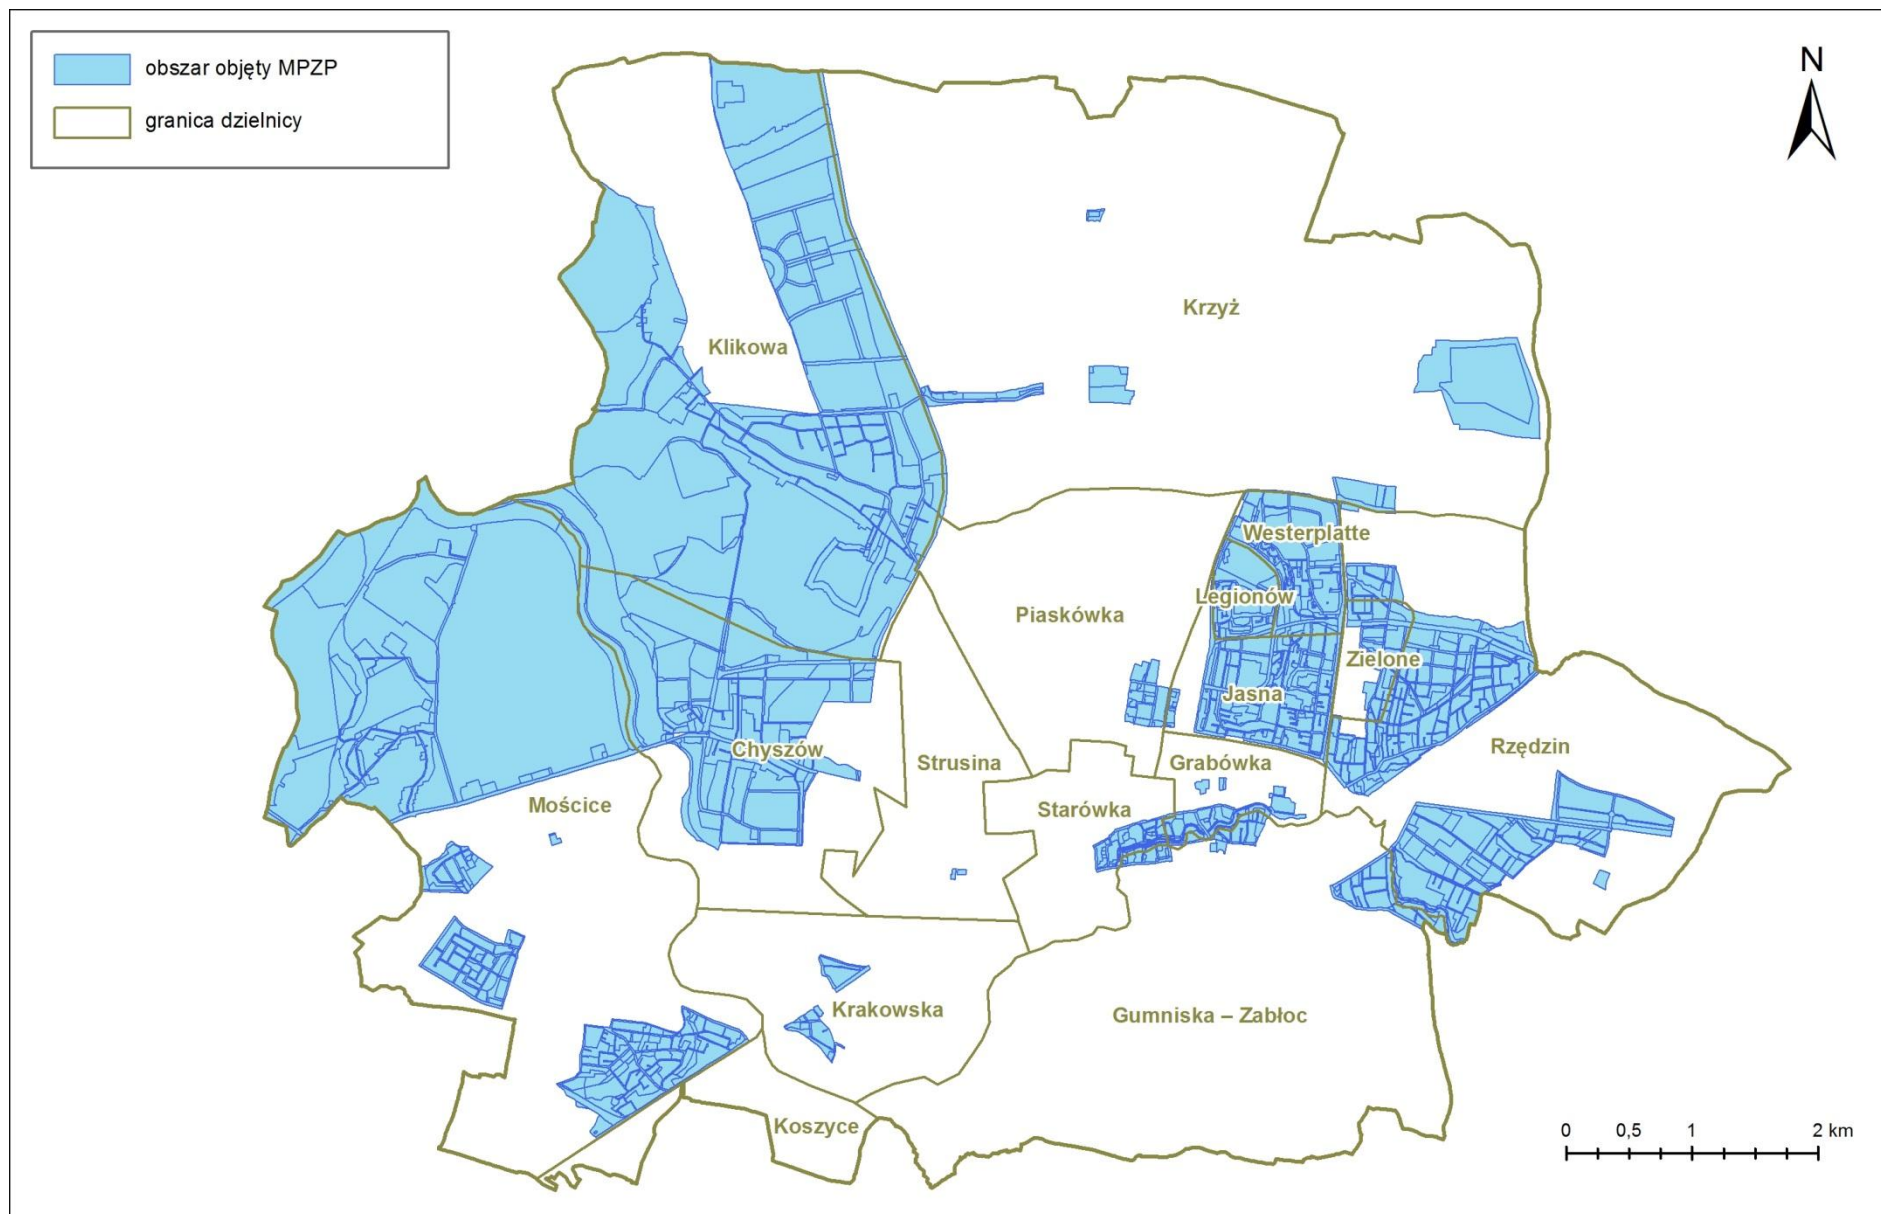 obszar objęty MPZP
granica dzielnicy
N
Krzyż
Klikowa
Westerplatte
Legionów
Piaskówka
Zielone
Jasna
Chyszów
Strusina
Grabówka
Rzędzin
Mościce
Starówka
Krakowska
Gumniska – Zabłoc
Koszyce
0 0,5 1 2 km